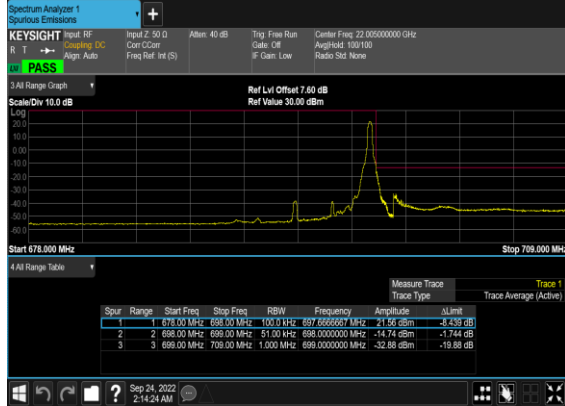 Spectrum Analyzer 1
Spurious Emissions
+
KEYSIGHT
R T
PASS
Input: RF
Coupling: DC
Align: Auto
Input Z: 50 Ω
Corr CCorr
Freq Ref: Int (S)
Atten: 40 dB
Trig: Free Run
Gate: Off
IF Gain: Low
Center Freq: 22.005000000 GHz
Avg|Hold: 100/100
Radio Std: None
3 All Range Graph
Scale/Div 10.0 dB
Ref Lvl Offset 7.60 dB
Ref Value 30.00 dBm
Log
20.0
10.0
0.00
-10.0
-20.0
-30.0
-40.0
-50.0
-60.0
Start 678.000 MHz
Stop 709.000 MHz
4 All Range Table
Measure Trace Trace 1
Trace Type Trace Average (Active)
Spur Range Start Freq Stop Freq RBW Frequency Amplitude ΔLimit
1 1 678.00 MHz 698.00 MHz 100.0 kHz 697.6666667 MHz 21.56 dBm -8.439 dB
2 2 698.00 MHz 699.00 MHz 51.00 kHz 698.0000000 MHz -14.74 dBm -1.744 dB
3 3 699.00 MHz 709.00 MHz 1.000 MHz 699.0000000 MHz -32.88 dBm -19.88 dB
?
Sep 24, 2022
2:14:24 AM